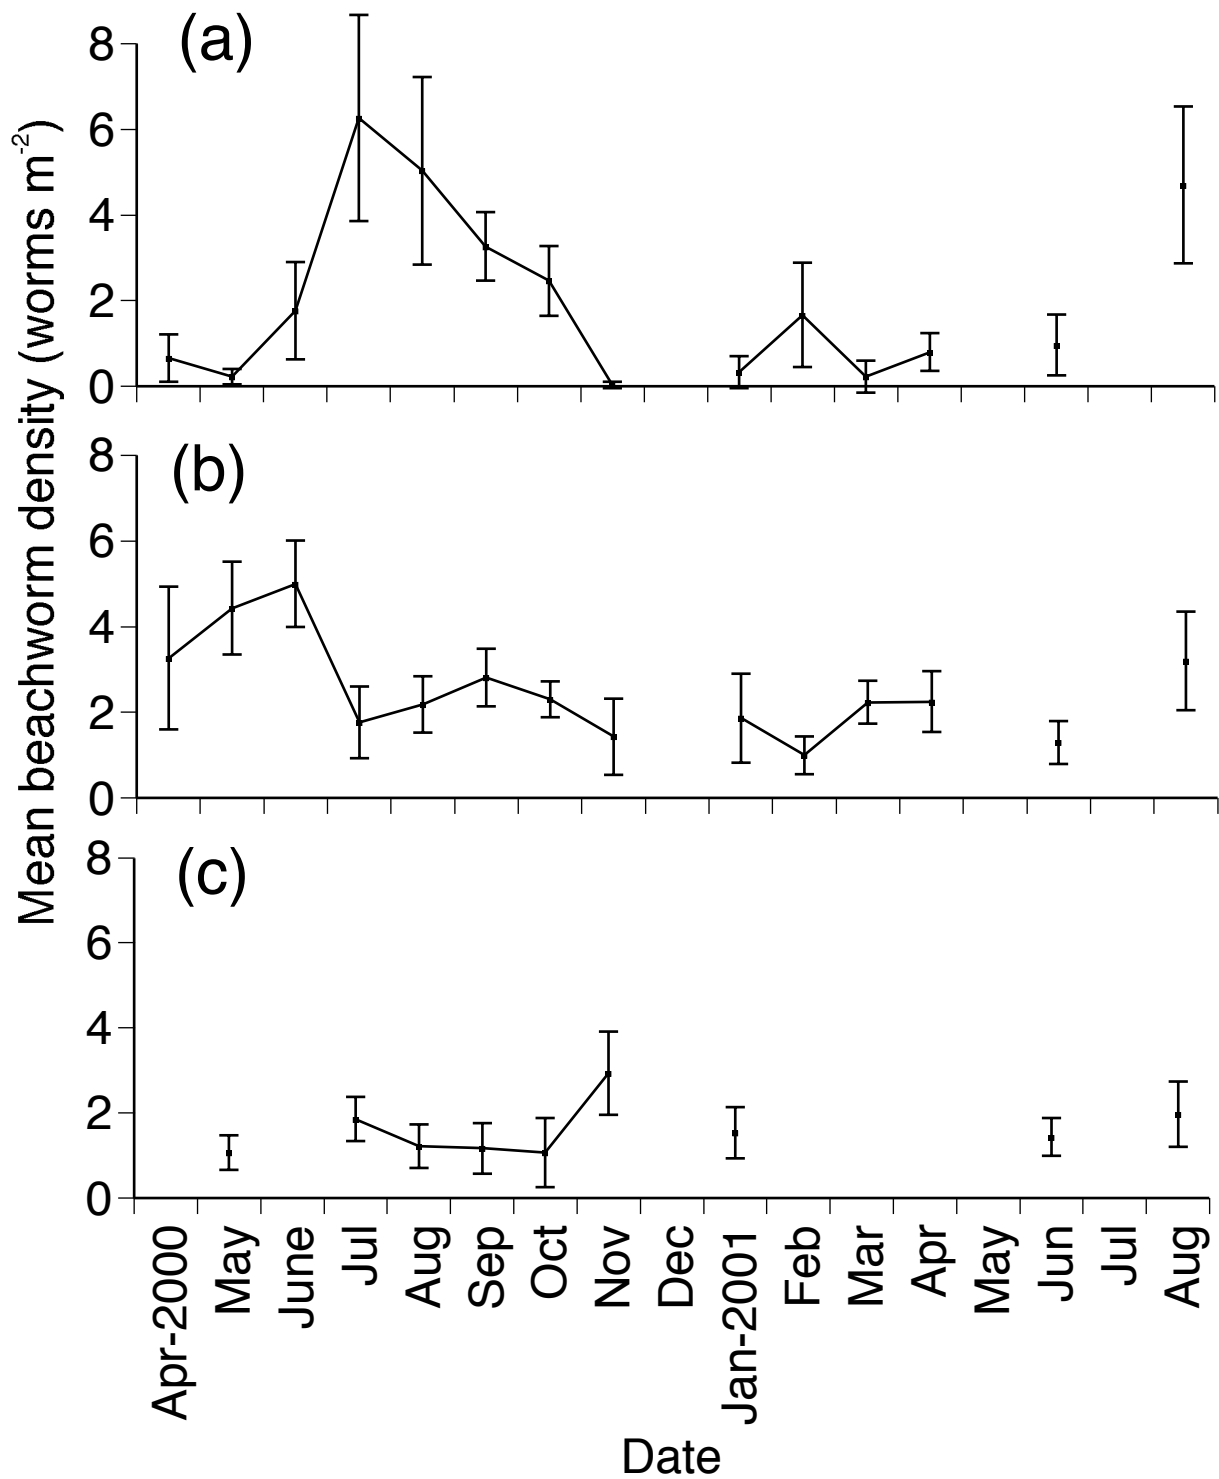 Mean beachworm density (worms m-2)
(a)
8
6
4
2
0
(b)
8
6
4
2
0
(c)
8
6
4
2
0
Apr-2000
May
June
Jul
Aug
Sep
Oct
Nov
Dec
Jan-2001
Feb
Mar
Apr
May
Jun
Jul
Aug
Date